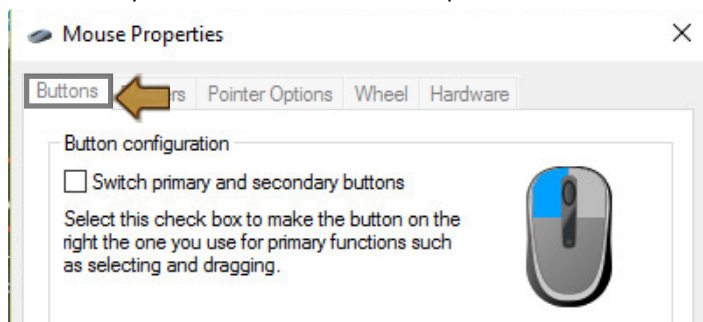 Mouse Properties
Buttons rs Pointer Options Wheel Hardware
Button configuration
Switch primary and secondary buttons
Select this check box to make the button on the
right the one you use for primary functions such
as selecting and dragging.